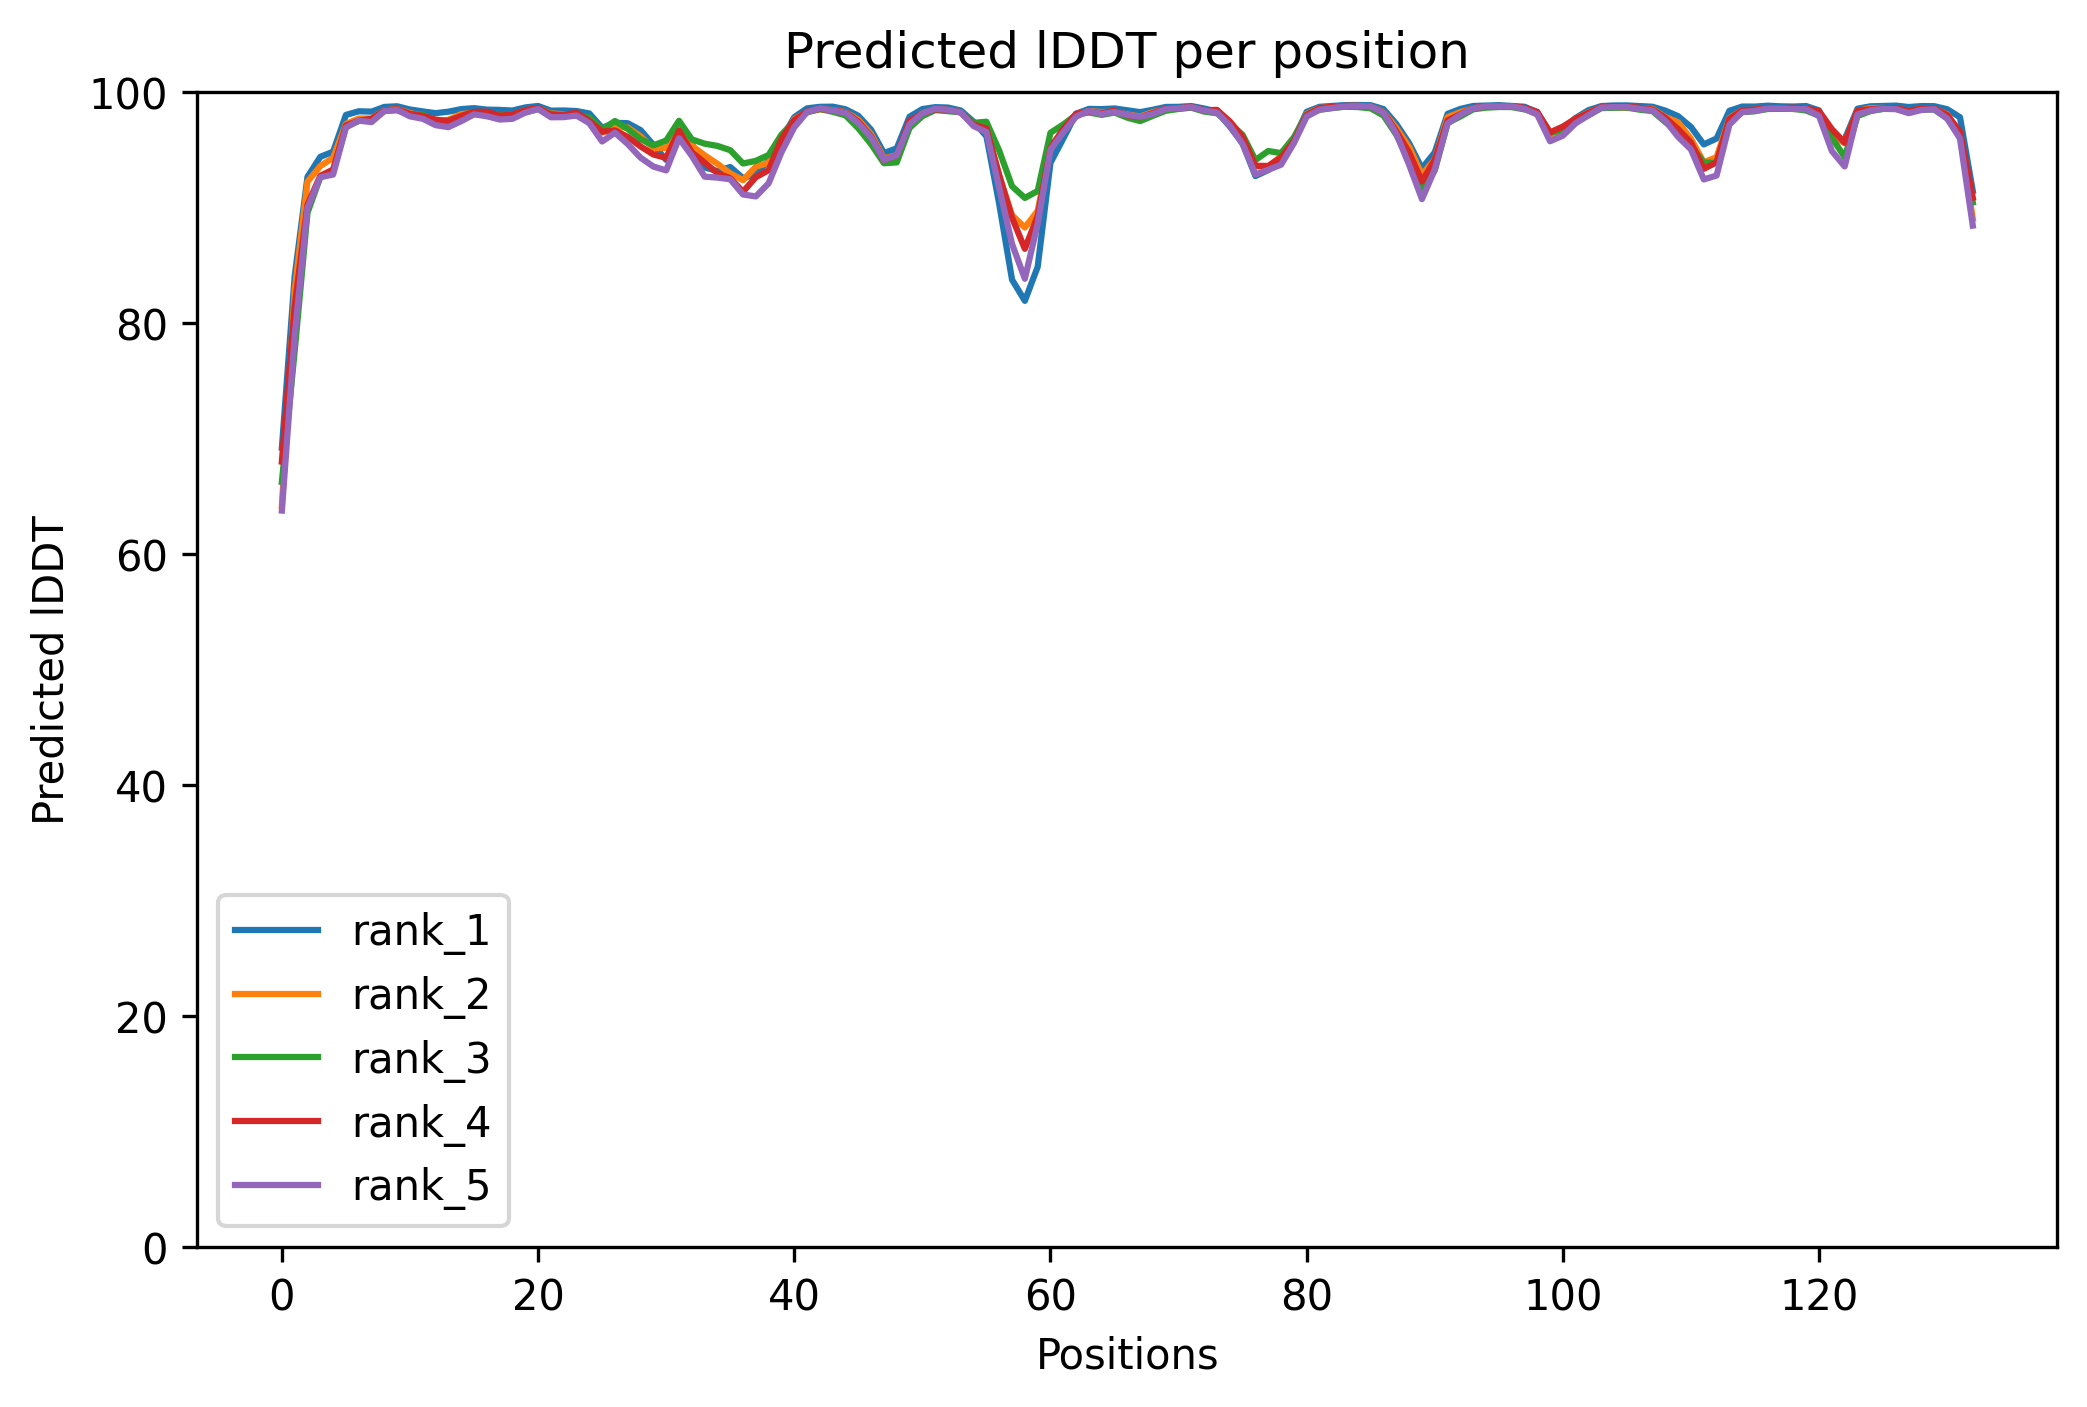 Predicted lDDT per position
100
80
60
40
20
0
Predicted lDDT
rank_1
rank_2
rank_3
rank_4
rank_5
0 20 40 60 80 100 120
Positions